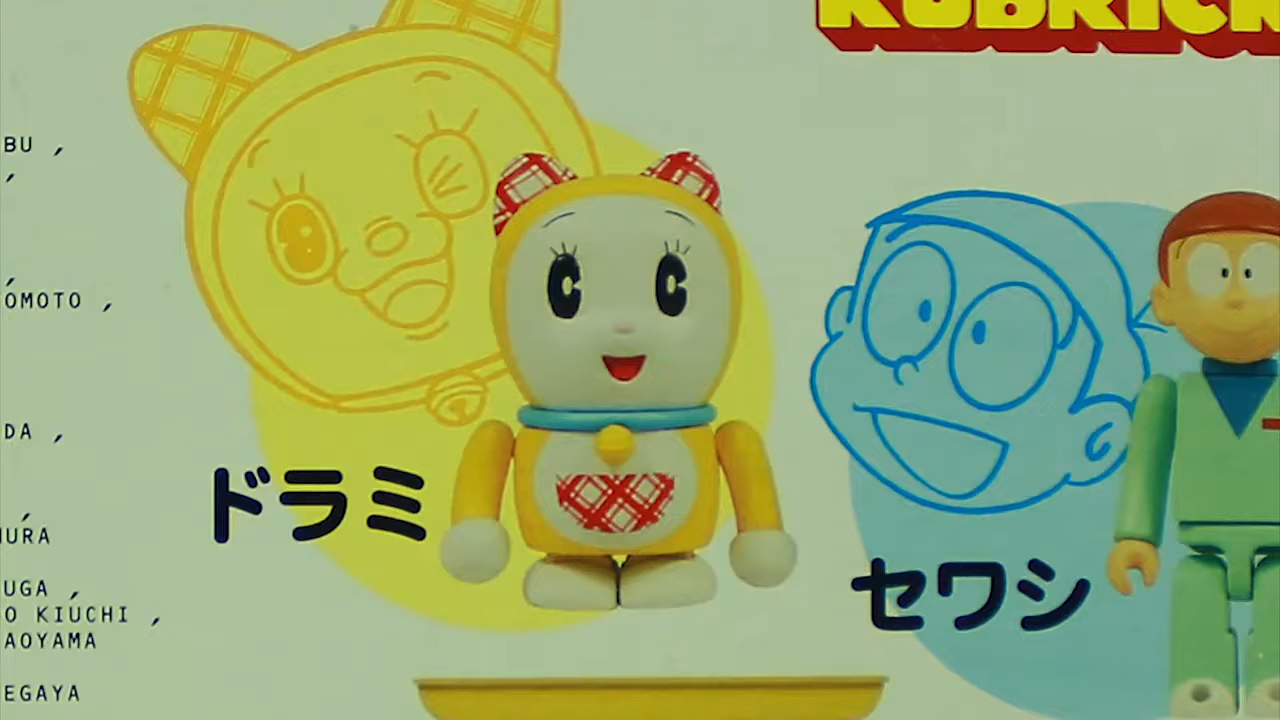 KUBRICK
BU ,
,
,
OMOTO ,
DA ,
,
URA
UGA ,
O KIUCHI ,
AOYAMA
EGAYA
ドラミ
セワシ